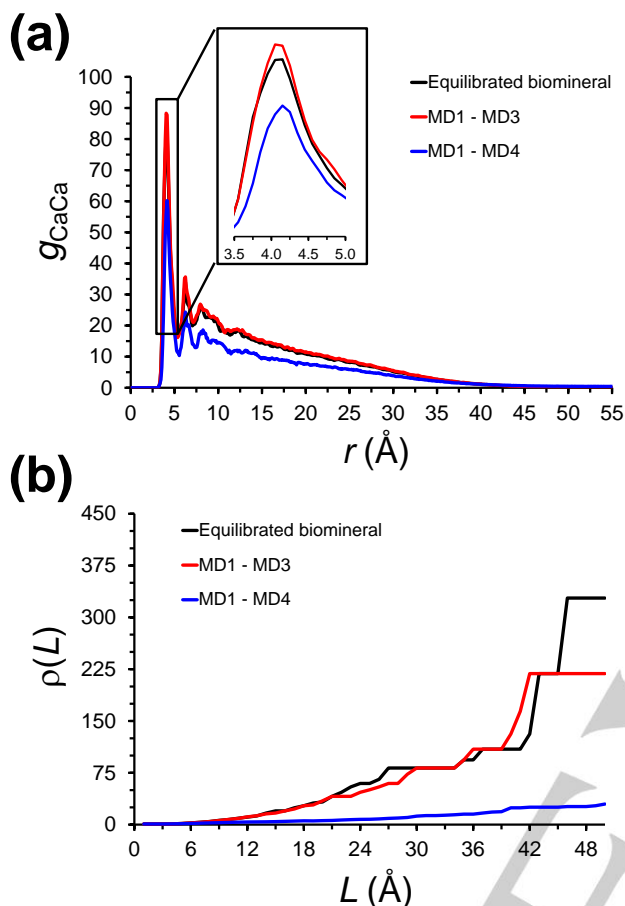 (a)
100
90
80
70
60
50
40
30
20
10
0
gCaCa
3.5 4.0 4.5 5.0
Equilibrated biomineral
MD1 - MD3
MD1 - MD4
0 5 10 15 20 25 30 35 40 45 50 55
r (Å)
(b)
450
375
300
225
150
75
0
ρ(L)
Equilibrated biomineral
MD1 - MD3
MD1 - MD4
0 6 12 18 24 30 36 42 48
L (Å)